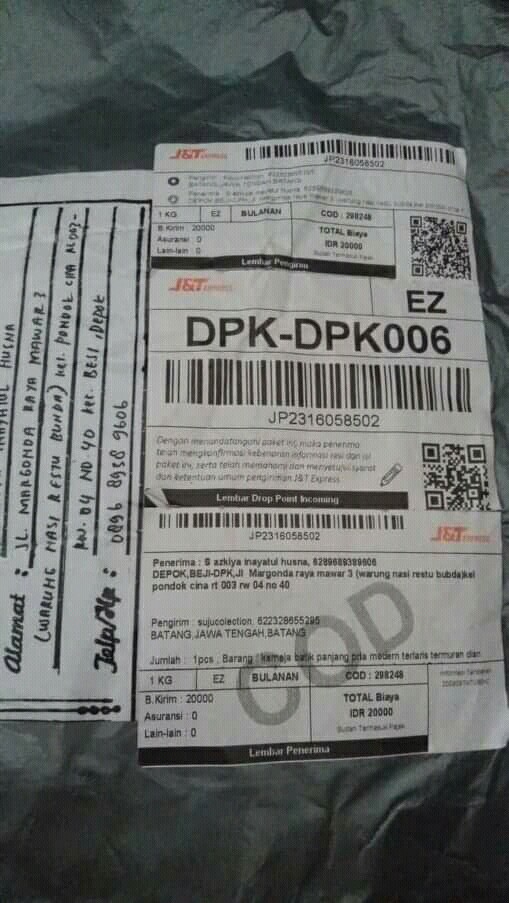 J&T EXPRESS
JP2316058502
BATANG,JAWA TENGAH,BATANG
1 KG EZ BULANAN COD : 298248
B.Kirim : 20000
Asuransi : 0
Lain-lain : 0
TOTAL Biaya
IDR 20000
Sudah Termasuk Pajak
Lembar Pengirim
J&T EXPRESS
EZ
DPK-DPK006
JP2316058502
Dengan menandatangani paket ini, maka penerima
telah mengkonfirmasi kebenaran informasi resi dan isi
paket ini, serta telah memahami dan menyetujui syarat
dan ketentuan umum pengiriman J&T Express
Lembar Drop Point Incoming
JP2316058502
J&T EXPRESS
Penerima : S azkiya inayatul husna, 6289689389606
DEPOK,BEJI-DPK,Jl Margonda raya mawar 3 (warung nasi restu bubda)kel
pondok cina rt 003 rw 04 no 40
Pengirim : sujucolection, 622328655295
BATANG,JAWA TENGAH,BATANG
COD
Jumlah : 1pcs , Barang : kameja batik panjang pda modern terlaris termuran dian
1 KG EZ BULANAN COD : 298248
B.Kirim : 20000
Asuransi : 0
Lain-lain : 0
TOTAL Biaya
IDR 20000
Sudah Termasuk Pajak
Lembar Penerima
HUSNA
Alamat : JL. MARGONDA RAYA MAWAR 3
(WARUNG NASI RESTU BUNDA) kel. PONDOK CINA
RW. 04 NO. 40 kec. BEJI, DEPOK
Telp/Hp : 0896 8938 9606